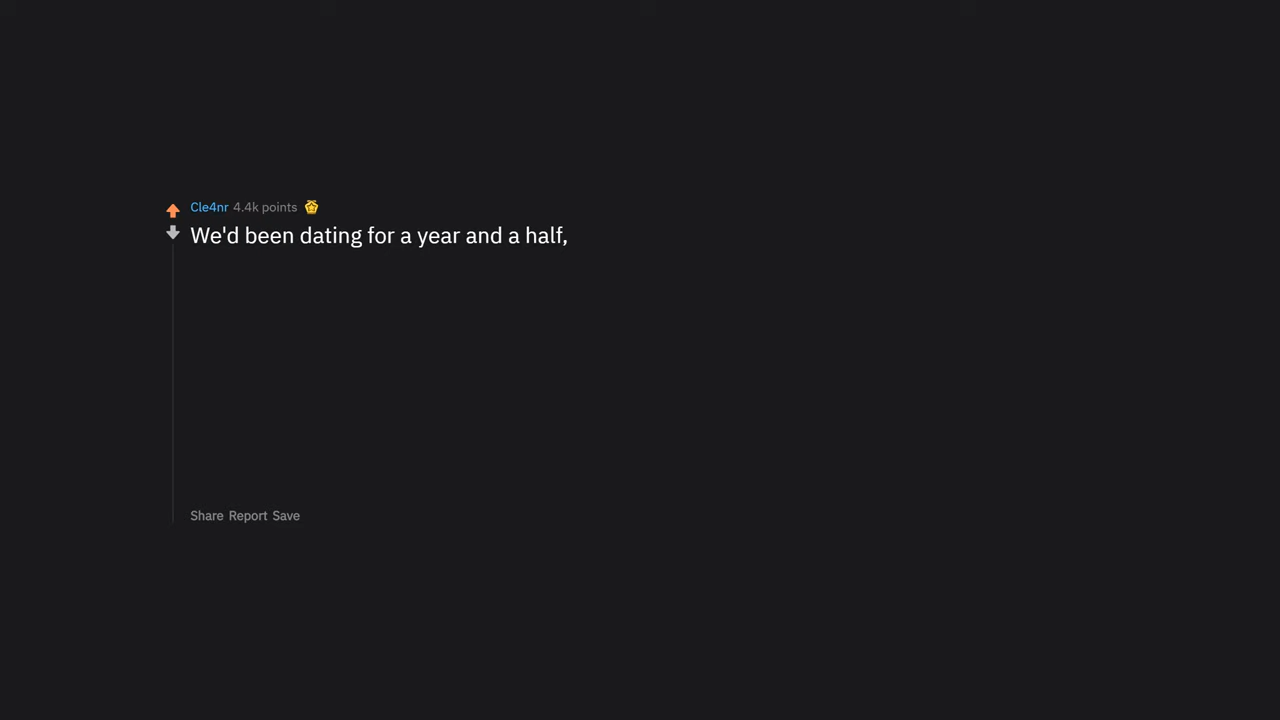 Cle4nr 4.4k points
We'd been dating for a year and a half,
Share Report Save